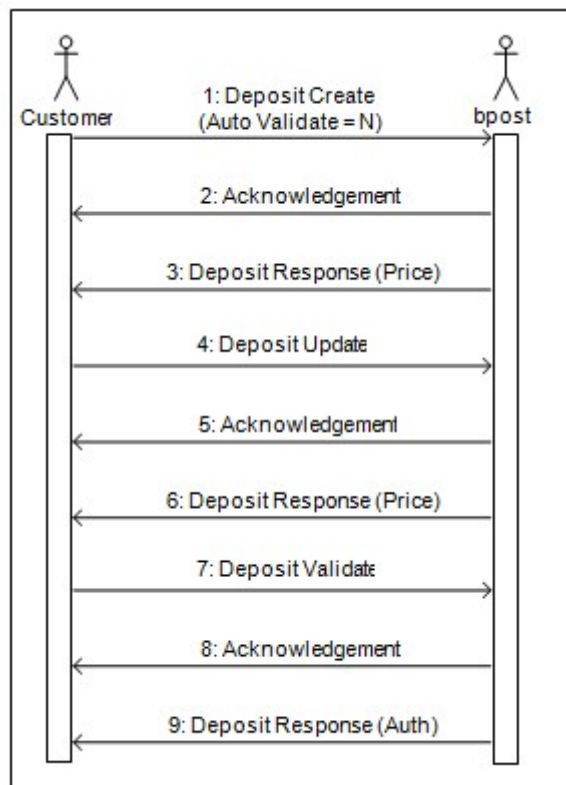 Customer
bpost
1: Deposit Create
(Auto Validate = N)
2: Acknowledgement
3: Deposit Response (Price)
4: Deposit Update
5: Acknowledgement
6: Deposit Response (Price)
7: Deposit Validate
8: Acknowledgement
9: Deposit Response (Auth)